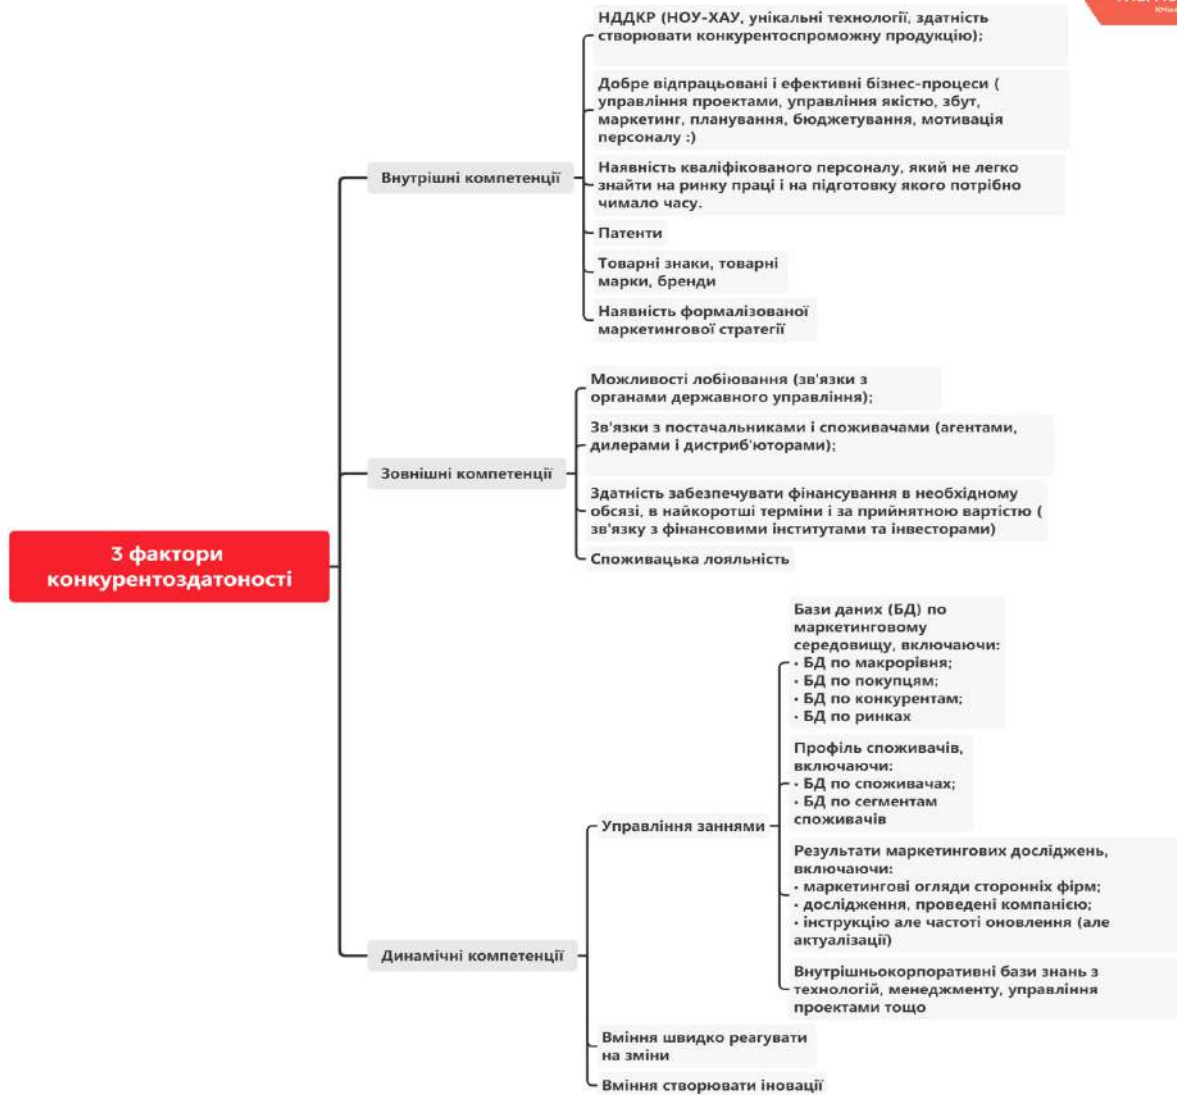 НДДКР (НОУ-ХАУ, унікальні технології, здатність
створювати конкурентоспроможну продукцію);
Добре відпрацьовані і ефективні бізнес-процеси (
управління проектами, управління якістю, збут,
маркетинг, планування, бюджетування, мотивація
персоналу :)
Внутрішні компетенції
Наявність кваліфікованого персоналу, який не легко
знайти на ринку праці і на підготовку якого потрібно
чимало часу.
Патенти
Товарні знаки, товарні
марки, бренди
Наявність формалізованої
маркетингової стратегії
Можливості лобіювання (зв'язки з
органами державного управління);
Зв'язки з постачальниками і споживачами (агентами,
дилерами і дистриб'юторами);
Зовнішні компетенції
Здатність забезпечувати фінансування в необхідному
обсязі, в найкоротші терміни і за прийнятною вартістю (
зв'язку з фінансовими інститутами та інвесторами)
Споживацька лояльність
3 фактори
конкурентоздатоності
Бази даних (БД) по
маркетинговому
середовищу, включаючи:
• БД по макрорівня;
• БД по покупцям;
• БД по конкурентам;
• БД по ринках
Профіль споживачів,
включаючи:
• БД по споживачах;
• БД по сегментам
споживачів
Управління заннями
Результати маркетингових досліджень,
включаючи:
• маркетингові огляди сторонніх фірм;
• дослідження, проведені компанією;
• інструкцію але частоті оновлення (але
актуалізації)
Динамічні компетенції
Внутрішньокорпоративні бази знань з
технологій, менеджменту, управління
проектами тощо
Вміння швидко реагувати
на зміни
Вміння створювати іновації